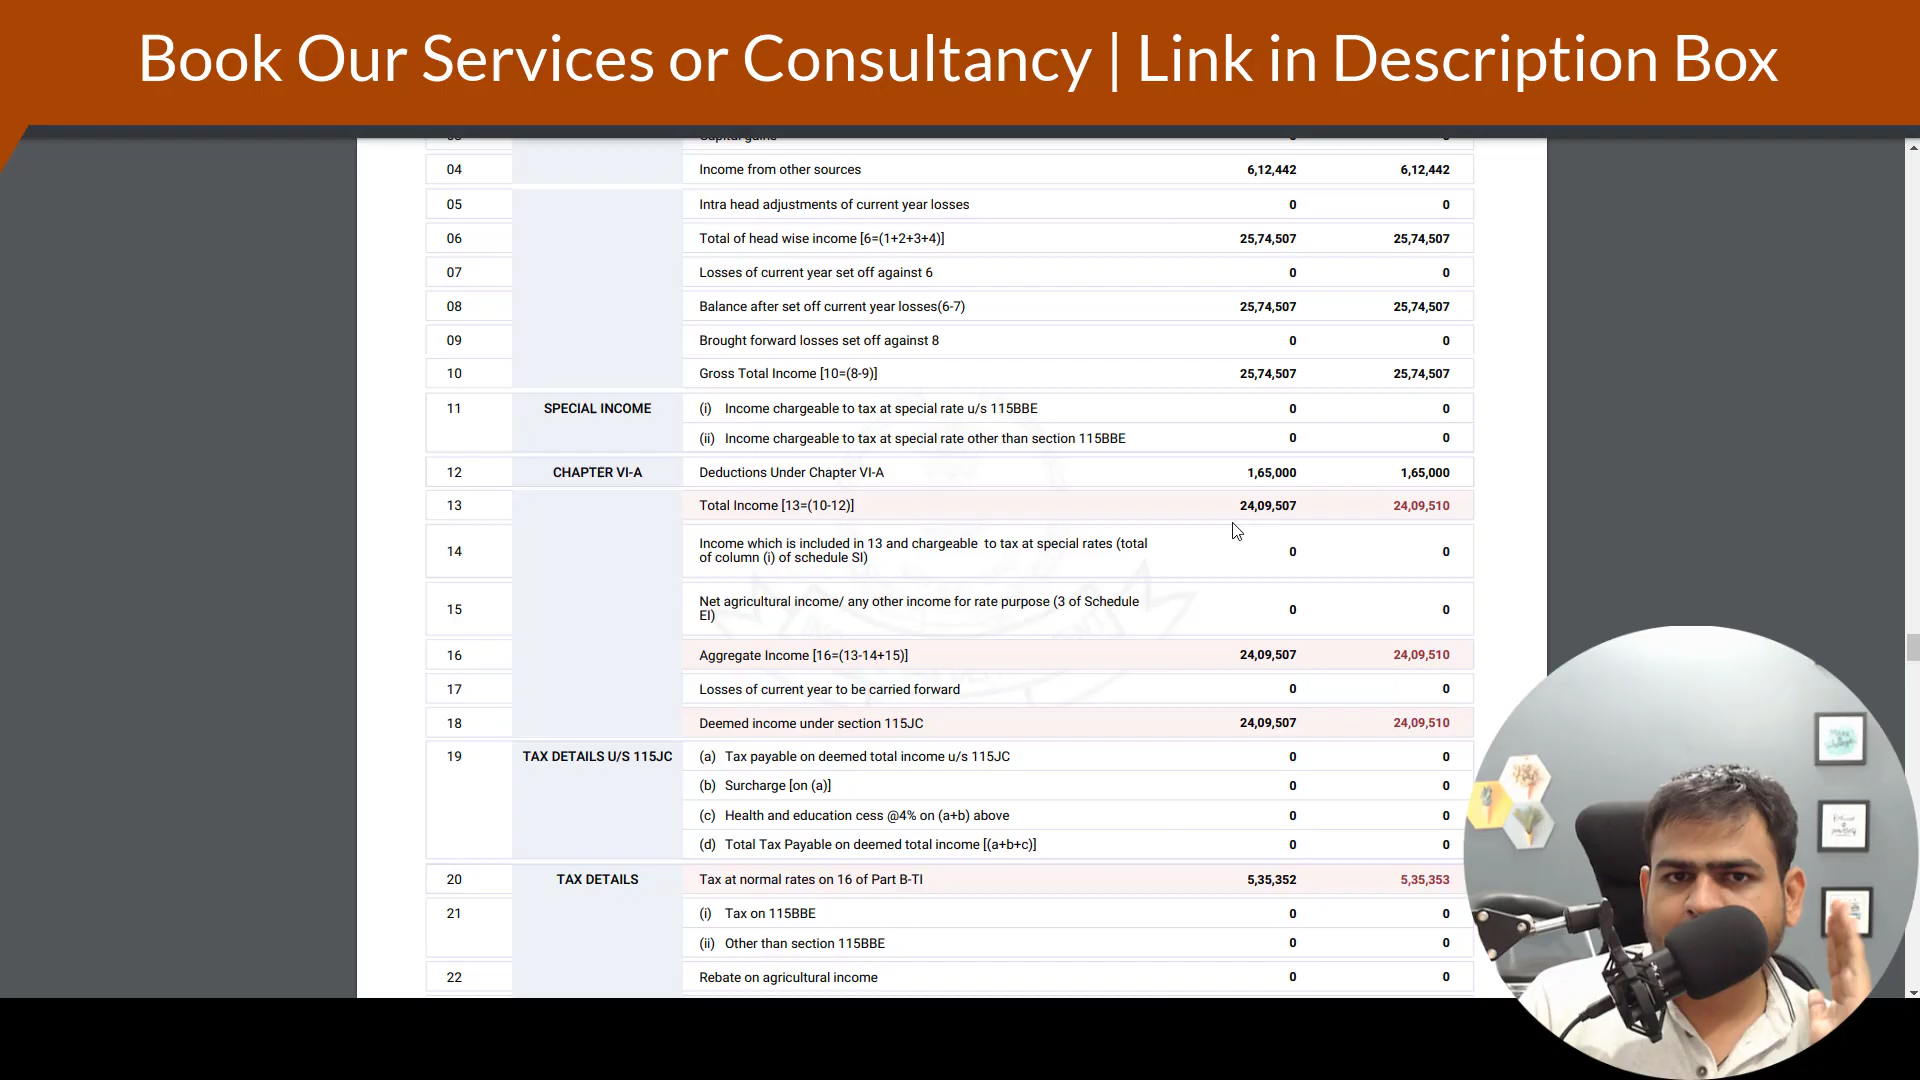 Book Our Services or Consultancy | Link in Description Box
Capital gains 0 0
04 Income from other sources 6,12,442 6,12,442
05 Intra head adjustments of current year losses 0 0
06 Total of head wise income [6=(1+2+3+4)] 25,74,507 25,74,507
07 Losses of current year set off against 6 0 0
08 Balance after set off current year losses(6-7) 25,74,507 25,74,507
09 Brought forward losses set off against 8 0 0
10 Gross Total Income [10=(8-9)] 25,74,507 25,74,507
11 SPECIAL INCOME (i) Income chargeable to tax at special rate u/s 115BBE 0 0
(ii) Income chargeable to tax at special rate other than section 115BBE 0 0
12 CHAPTER VI-A Deductions Under Chapter VI-A 1,65,000 1,65,000
13 Total Income [13=(10-12)] 24,09,507 24,09,510
14 Income which is included in 13 and chargeable to tax at special rates (total
of column (i) of schedule SI) 0 0
15 Net agricultural income/ any other income for rate purpose (3 of Schedule
EI) 0 0
16 Aggregate Income [16=(13-14+15)] 24,09,507 24,09,510
17 Losses of current year to be carried forward 0 0
18 Deemed income under section 115JC 24,09,507 24,09,510
19 TAX DETAILS U/S 115JC (a) Tax payable on deemed total income u/s 115JC 0 0
(b) Surcharge [on (a)] 0 0
(c) Health and education cess @4% on (a+b) above 0 0
(d) Total Tax Payable on deemed total income [(a+b+c)] 0 0
20 TAX DETAILS Tax at normal rates on 16 of Part B-TI 5,35,352 5,35,353
21 (i) Tax on 115BBE 0 0
(ii) Other than section 115BBE 0 0
22 Rebate on agricultural income 0 0